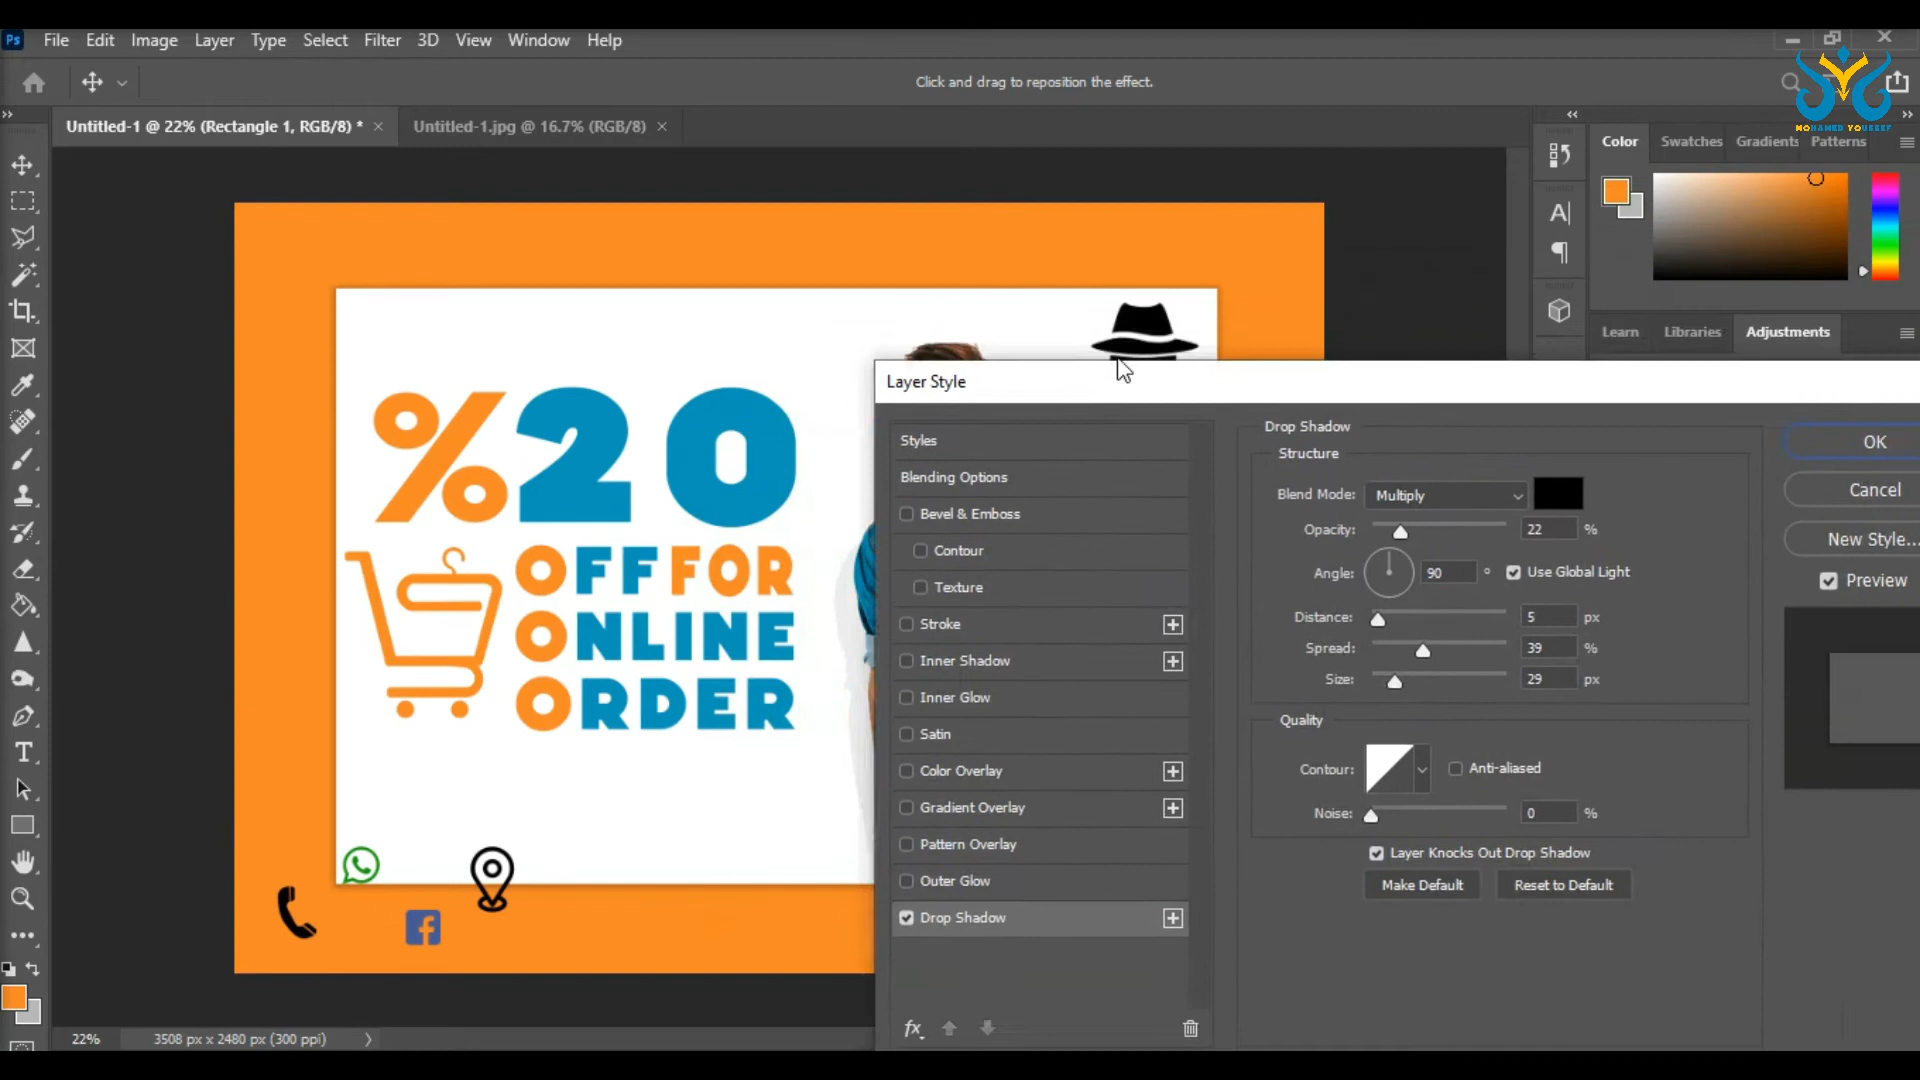 Ps File Edit Image Layer Type Select Filter 3D View Window Help
Click and drag to reposition the effect.
MOHAMED YOUSSEF
Untitled-1 @ 22% (Rectangle 1, RGB/8) *
Untitled-1.jpg @ 16.7% (RGB/8)
Color Swatches Gradients Patterns
Learn Libraries Adjustments
%20
OFF FOR
ONLINE
ORDER
Layer Style
Styles
Blending Options
Bevel & Emboss
Contour
Texture
Stroke
Inner Shadow
Inner Glow
Satin
Color Overlay
Gradient Overlay
Pattern Overlay
Outer Glow
Drop Shadow
fx
Drop Shadow
Structure
Blend Mode: Multiply
Opacity: 22 %
Angle: 90 ° Use Global Light
Distance: 5 px
Spread: 39 %
Size: 29 px
Quality
Contour: Anti-aliased
Noise: 0 %
Layer Knocks Out Drop Shadow
Make Default Reset to Default
OK
Cancel
New Style...
Preview
22% 3508 px x 2480 px (300 ppi)